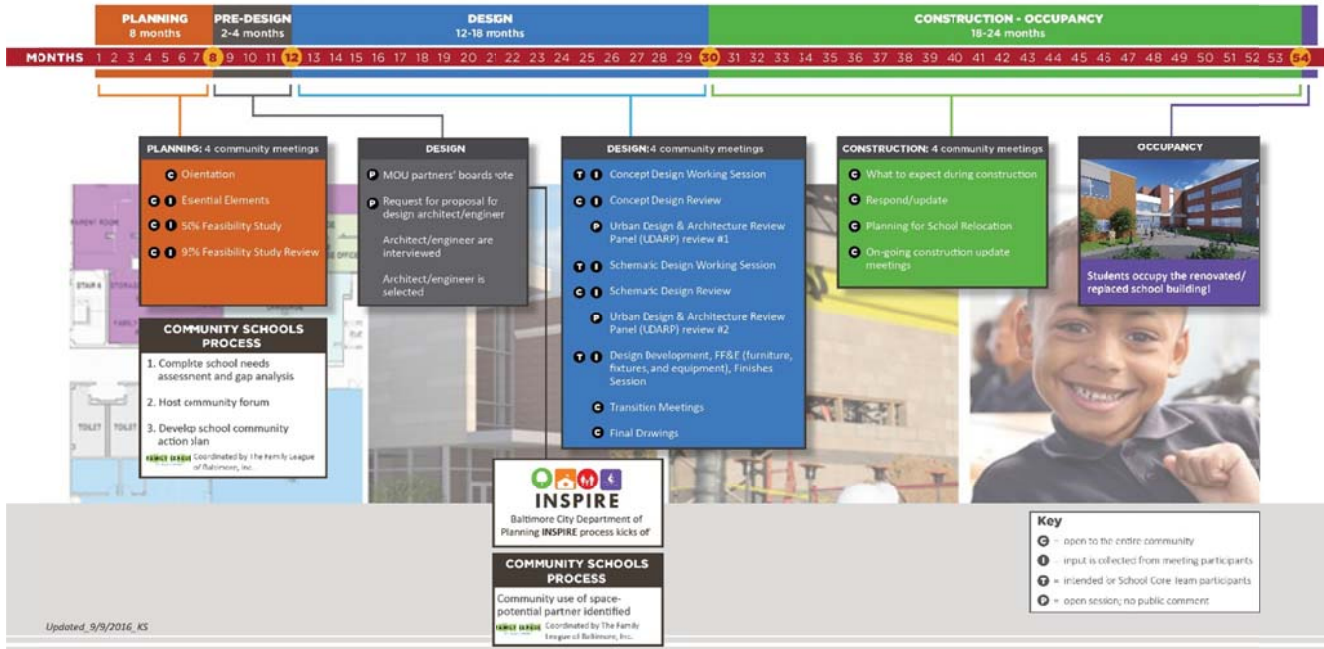 PLANNING
8 months
PRE-DESIGN
2-4 months
DESIGN
12-18 months
CONSTRUCTION - OCCUPANCY
18-24 months
MONTHS 1 2 3 4 5 6 7 8 9 10 11 12 13 14 15 16 17 18 19 20 21 22 23 24 25 26 27 28 29 30 31 32 33 34 35 36 37 38 39 40 41 42 43 44 45 46 47 48 49 50 51 52 53 54
PLANNING: 4 community meetings
C Orientation
C I Essential Elements
C I 50% Feasibility Study
C I 95% Feasibility Study Review
COMMUNITY SCHOOLS
PROCESS
1. Complete school needs
assessment and gap analysis
2. Host community forum
3. Develop school community
action plan
FAMILY LEAGUE Coordinated by The Family League
of Baltimore, Inc.
DESIGN
P MOU partners' boards vote
P Request for proposal for
design architect/engineer
Architect/engineer are
interviewed
Architect/engineer is
selected
INSPIRE
Baltimore City Department of
Planning INSPIRE process kicks of
COMMUNITY SCHOOLS
PROCESS
Community use of space-
potential partner identified
FAMILY LEAGUE Coordinated by The Family
League of Baltimore, Inc.
DESIGN: 4 community meetings
T I Concept Design Working Session
C I Concept Design Review
P Urban Design & Architecture Review
Panel (UDARP) review #1
T I Schematic Design Working Session
C I Schematic Design Review
P Urban Design & Architecture Review
Panel (UDARP) review #2
T I Design Development, FF&E (furniture,
fixtures, and equipment), Finishes
Session
C Transition Meetings
C Final Drawings
CONSTRUCTION: 4 community meetings
C What to expect during construction
C Respond/update
C Planning for School Relocation
C On-going construction update
meetings
OCCUPANCY
Students occupy the renovated/
replaced school building!
STAIR 6
TOILET
TOILET
Key
C = open to the entire community
I = input is collected from meeting participants
T = intended for School Core Team participants
P = open session; no public comment
Updated_9/9/2016_KS